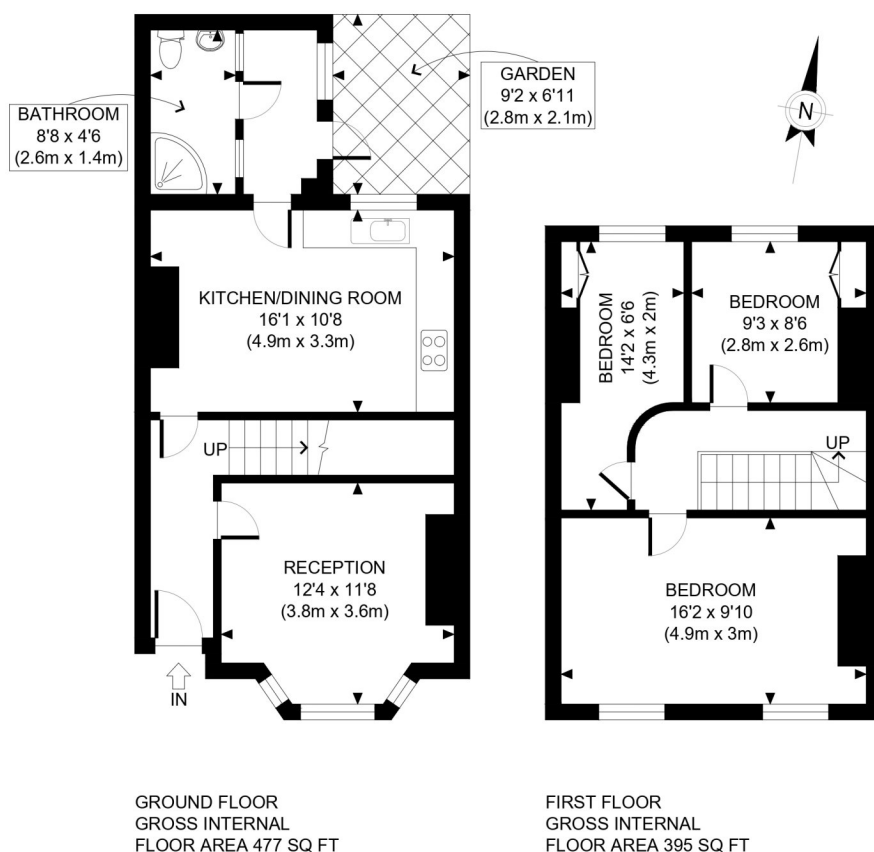 BATHROOM
8'8 x 4'6
(2.6m x 1.4m)
GARDEN
9'2 x 6'11
(2.8m x 2.1m)
N
KITCHEN/DINING ROOM
16'1 x 10'8
(4.9m x 3.3m)
UP
RECEPTION
12'4 x 11'8
(3.8m x 3.6m)
IN
BEDROOM
14'2 x 6'6
(4.3m x 2m)
BEDROOM
9'3 x 8'6
(2.8m x 2.6m)
UP
BEDROOM
16'2 x 9'10
(4.9m x 3m)
GROUND FLOOR
GROSS INTERNAL
FLOOR AREA 477 SQ FT
FIRST FLOOR
GROSS INTERNAL
FLOOR AREA 395 SQ FT